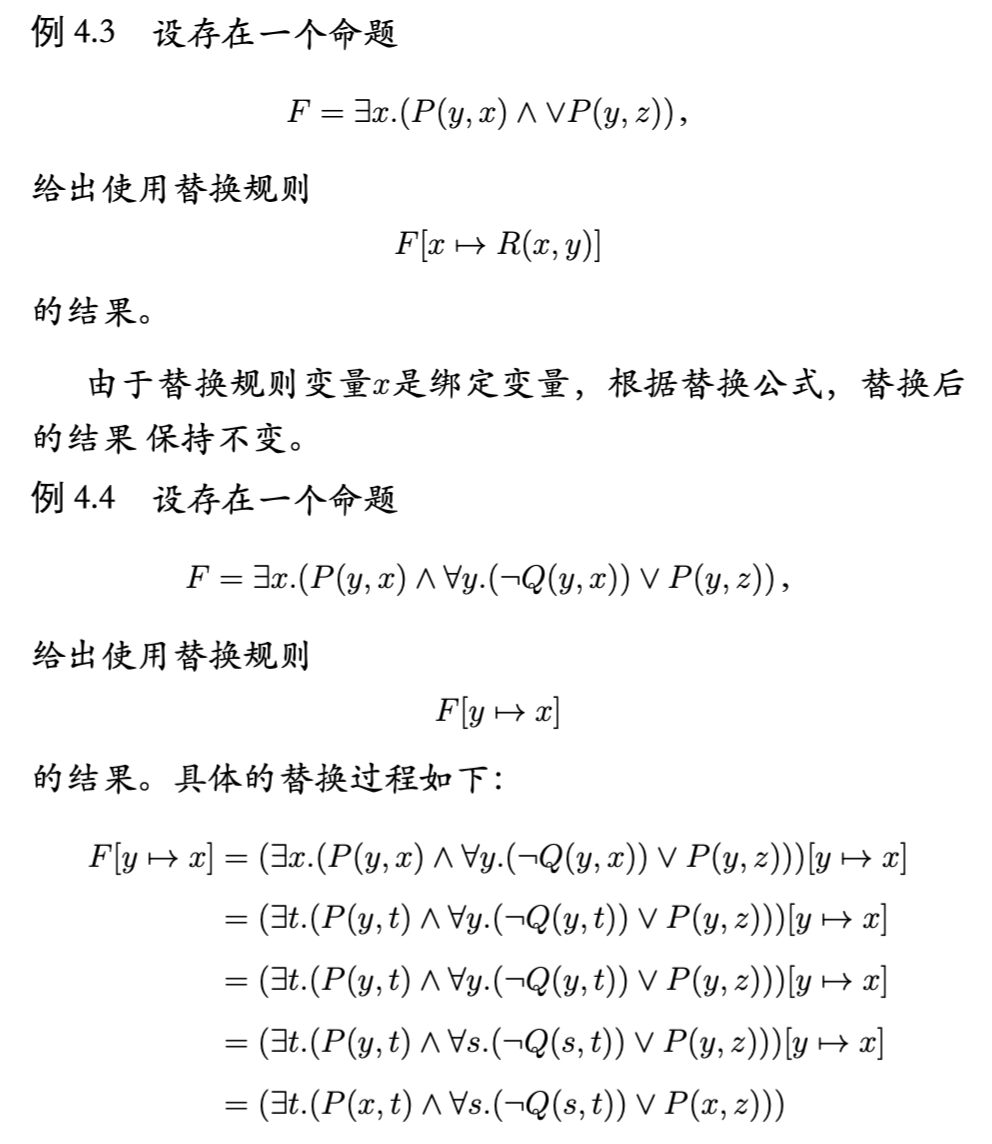 例 4.3 设存在一个命题
F = ∃x.(P(y, x) ∧ ∨P(y, z)),
给出使用替换规则
F[x ↦ R(x, y)]
的结果。
由于替换规则变量x是绑定变量，根据替换公式，替换后
的结果 保持不变。
例 4.4 设存在一个命题
F = ∃x.(P(y, x) ∧ ∀y.(¬Q(y, x)) ∨ P(y, z)),
给出使用替换规则
F[y ↦ x]
的结果。具体的替换过程如下：
F[y ↦ x] = (∃x.(P(y, x) ∧ ∀y.(¬Q(y, x)) ∨ P(y, z)))[y ↦ x]
= (∃t.(P(y, t) ∧ ∀y.(¬Q(y, t)) ∨ P(y, z)))[y ↦ x]
= (∃t.(P(y, t) ∧ ∀y.(¬Q(y, t)) ∨ P(y, z)))[y ↦ x]
= (∃t.(P(y, t) ∧ ∀s.(¬Q(s, t)) ∨ P(y, z)))[y ↦ x]
= (∃t.(P(x, t) ∧ ∀s.(¬Q(s, t)) ∨ P(x, z)))